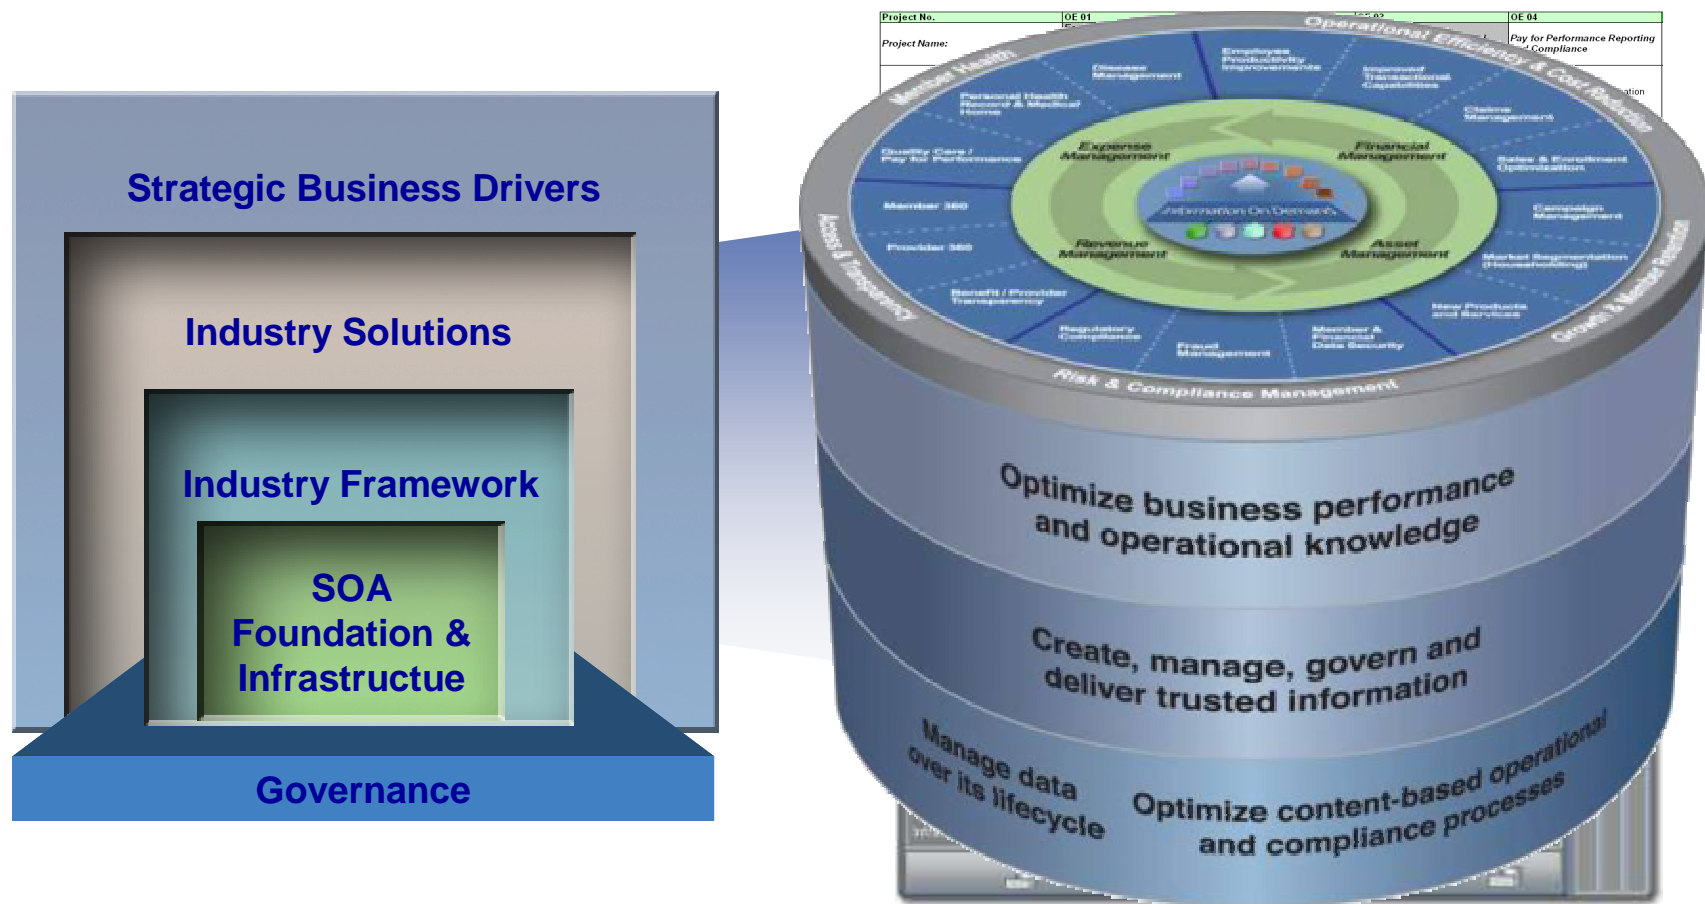 Strategic Business Drivers
Industry Solutions
Industry Framework
SOA
Foundation &
Infrastructue
Governance
Project No.
OE 01
OE 04
Project Name:
Pay for Performance Reporting
Compliance
Operational Efficiency & Cost Reduction
Member Health
Access & Transparency
Growth & Member Retention
Risk & Compliance Management
Employee
Productivity
Improvements
Improved
Transactional
Capabilities
Claims
Management
Sales & Enrollment
Optimization
Campaign
Management
Market Segmentation
(Householding)
New Products
and Services
Member &
Financial
Data Security
Fraud
Management
Regulatory
Compliance
Benefit / Provider
Transparency
Provider 360
Member 360
Quality Care /
Pay for Performance
Personal Health
Record & Medical
Home
Disease
Management
Expense
Management
Financial
Management
Revenue
Management
Asset
Management
Information On Demand
Optimize business performance
and operational knowledge
Create, manage, govern and
deliver trusted information
Manage data
over its lifecycle
Optimize content-based operational
and compliance processes